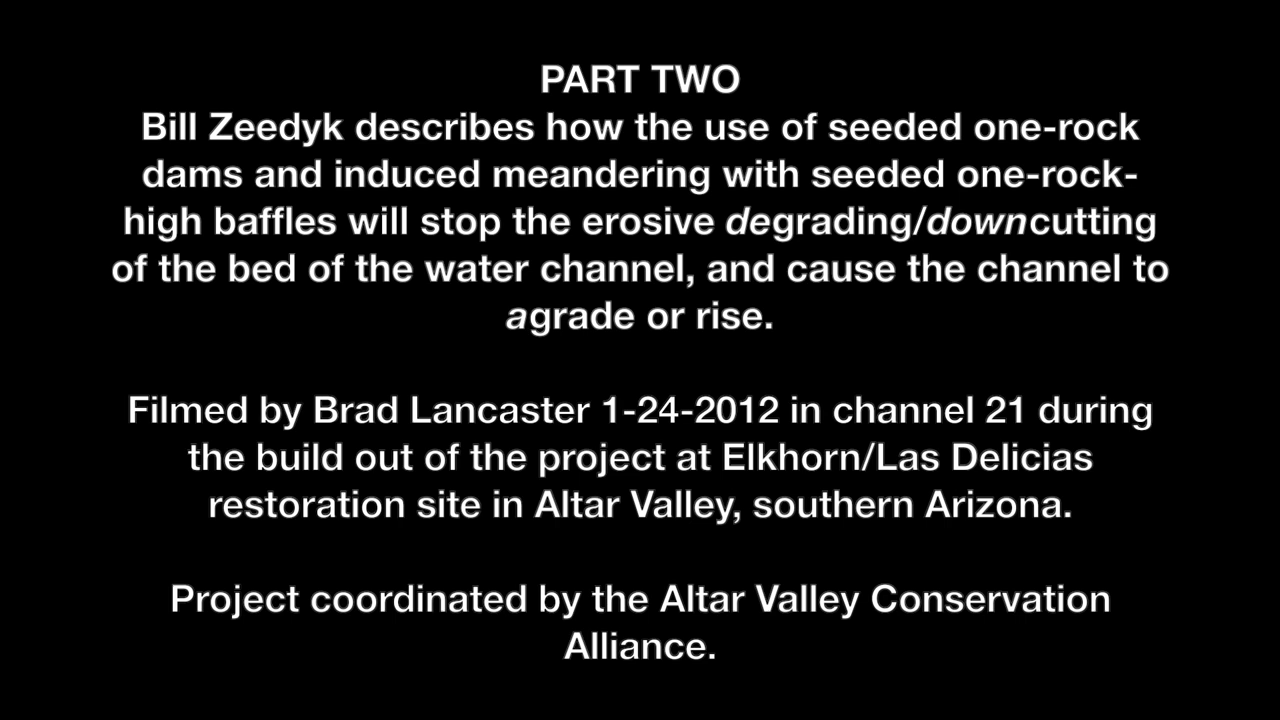 PART TWO
Bill Zeedyk describes how the use of seeded one-rock
dams and induced meandering with seeded one-rock-
high baffles will stop the erosive degrading/downcutting
of the bed of the water channel, and cause the channel to
agrade or rise.
Filmed by Brad Lancaster 1-24-2012 in channel 21 during
the build out of the project at Elkhorn/Las Delicias
restoration site in Altar Valley, southern Arizona.
Project coordinated by the Altar Valley Conservation
Alliance.